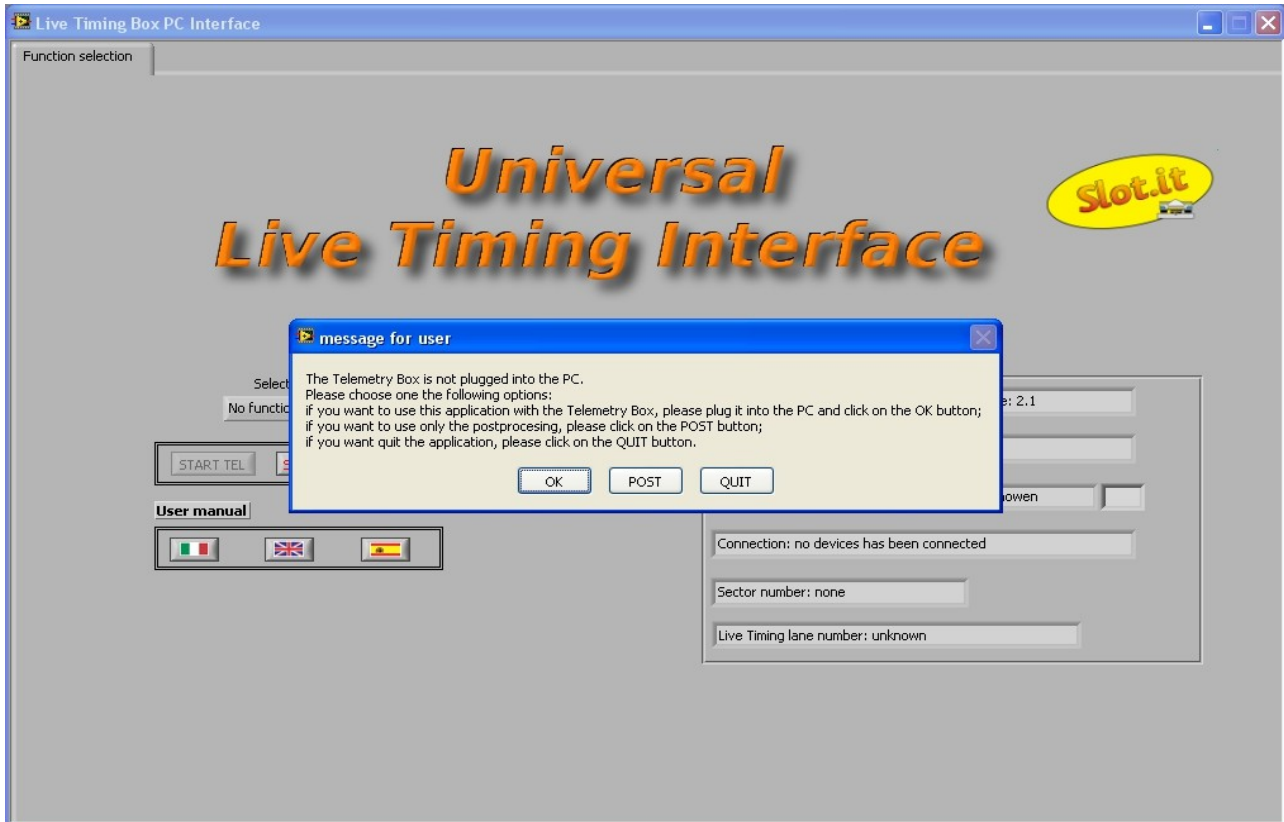 Live Timing Box PC Interface
Function selection
Universal
Live Timing Interface
Slot.it
message for user
The Telemetry Box is not plugged into the PC.
Please choose one the following options:
if you want to use this application with the Telemetry Box, please plug it into the PC and click on the OK button;
if you want to use only the postprocesing, please click on the POST button;
if you want quit the application, please click on the QUIT button.
OK POST QUIT
Select
No functio
: 2.1
START TEL
owen
User manual
Connection: no devices has been connected
Sector number: none
Live Timing lane number: unknown